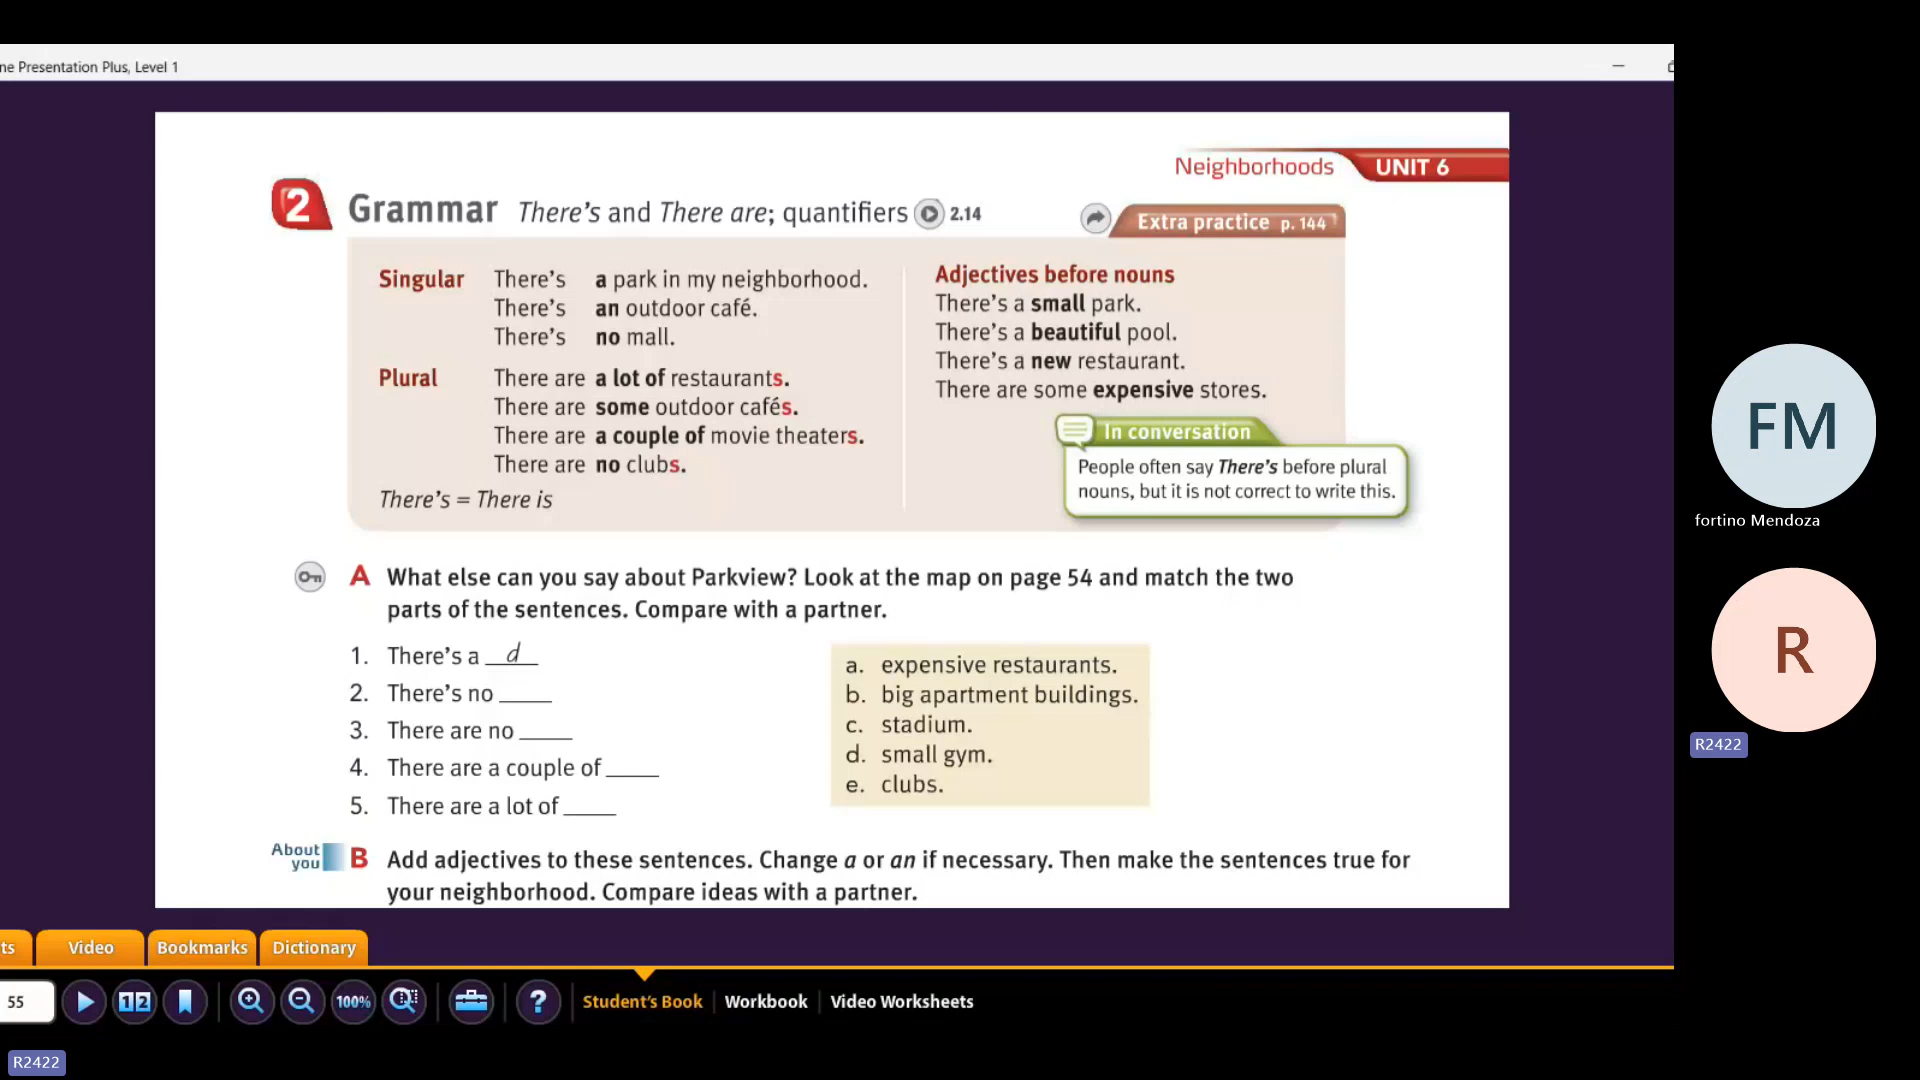 ne Presentation Plus, Level 1
Neighborhoods UNIT 6
2 Grammar There's and There are; quantifiers 2.14
Extra practice p. 144
Singular There's a park in my neighborhood.
There's an outdoor café.
There's no mall.
Plural There are a lot of restaurants.
There are some outdoor cafés.
There are a couple of movie theaters.
There are no clubs.
There's = There is
Adjectives before nouns
There's a small park.
There's a beautiful pool.
There's a new restaurant.
There are some expensive stores.
In conversation
People often say There's before plural
nouns, but it is not correct to write this.
A What else can you say about Parkview? Look at the map on page 54 and match the two
parts of the sentences. Compare with a partner.
1. There's a __d__
2. There's no ____
3. There are no ____
4. There are a couple of ____
5. There are a lot of ____
a. expensive restaurants.
b. big apartment buildings.
c. stadium.
d. small gym.
e. clubs.
About
you
B Add adjectives to these sentences. Change a or an if necessary. Then make the sentences true for
your neighborhood. Compare ideas with a partner.
ts Video Bookmarks Dictionary
55 12 100% ? Student's Book Workbook Video Worksheets
R2422
FM
fortino Mendoza
R
R2422